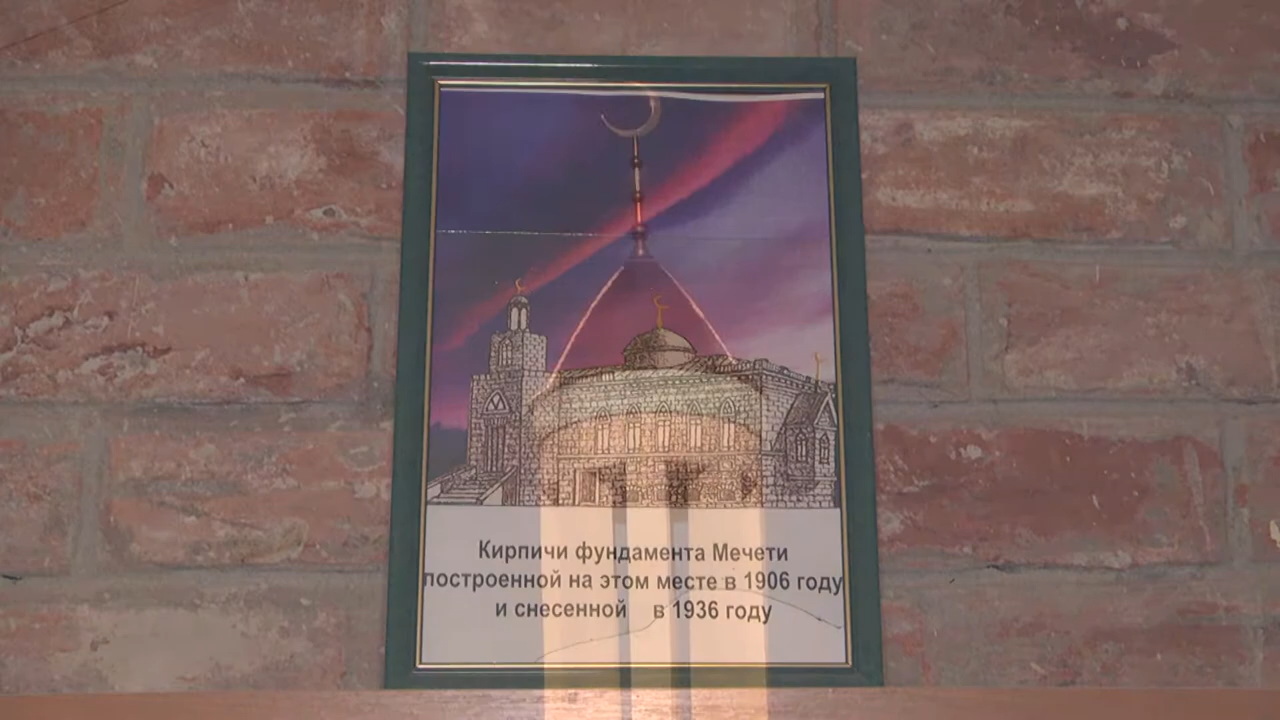 Кирпичи фундамента Мечети
построенной на этом месте в 1906 году
и снесенной в 1936 году